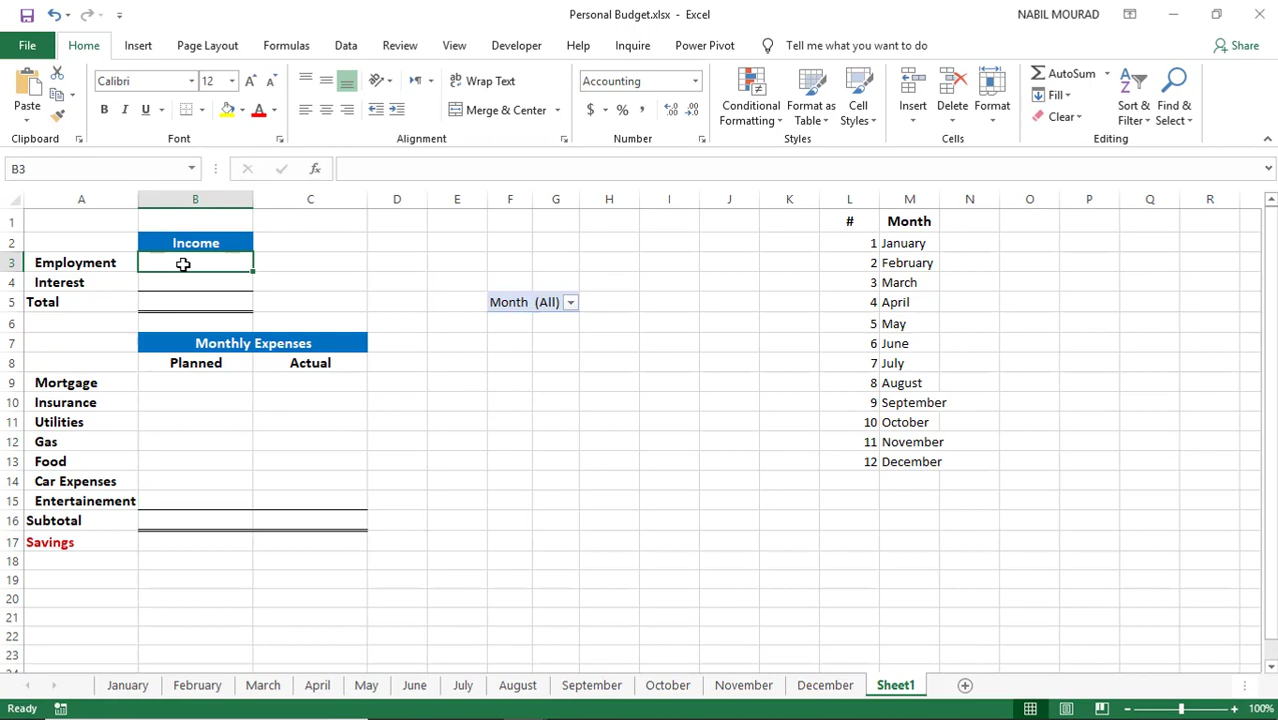 Personal Budget.xlsx - Excel
NABIL MOURAD
File Home Insert Page Layout Formulas Data Review View Developer Help Inquire Power Pivot Tell me what you want to do Share
Paste
Clipboard
Calibri 12
B I U
Font
Wrap Text
Merge & Center
Alignment
Accounting
$ % ,
Number
Conditional Formatting
Format as Table
Cell Styles
Styles
Insert Delete Format
Cells
AutoSum
Fill
Clear
Sort & Filter
Find & Select
Editing
B3 fx
A B C D E F G H I J K L M N O P Q R
1 # Month
2 Income 1 January
3 Employment 2 February
4 Interest 3 March
5 Total Month (All) 4 April
6 5 May
7 Monthly Expenses 6 June
8 Planned Actual 7 July
9 Mortgage 8 August
10 Insurance 9 September
11 Utilities 10 October
12 Gas 11 November
13 Food 12 December
14 Car Expenses
15 Entertainement
16 Subtotal
17 Savings
18
19
20
21
22
23
January February March April May June July August September October November December Sheet1
Ready 100%